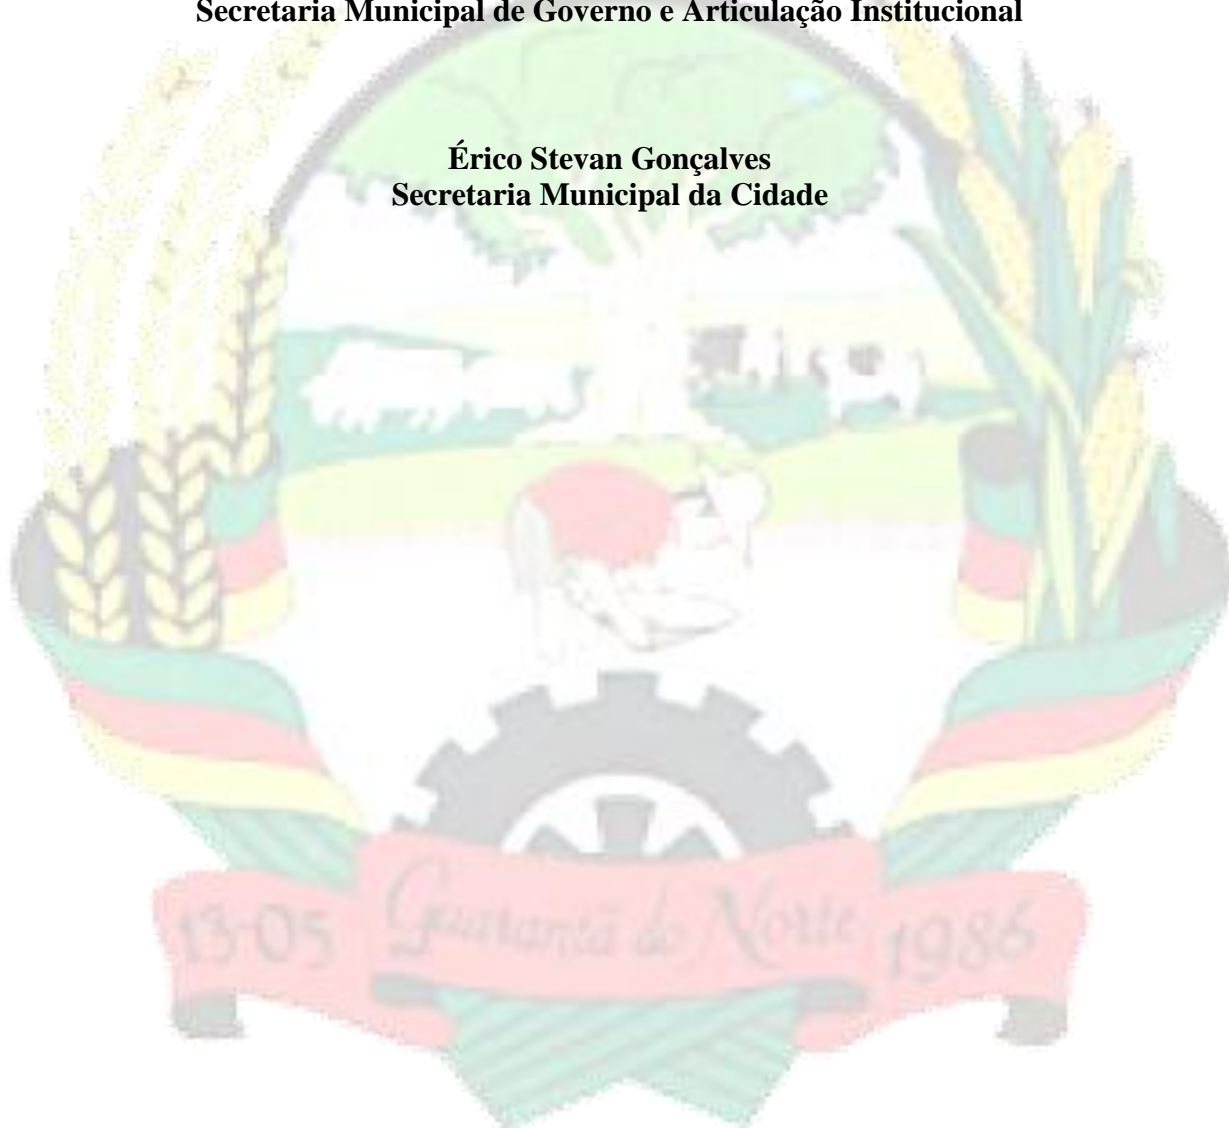 Secretaria Municipal de Governo e Articulação Institucional
Érico Stevan Gonçalves
Secretaria Municipal da Cidade
13-05 Guarantã do Norte 1986